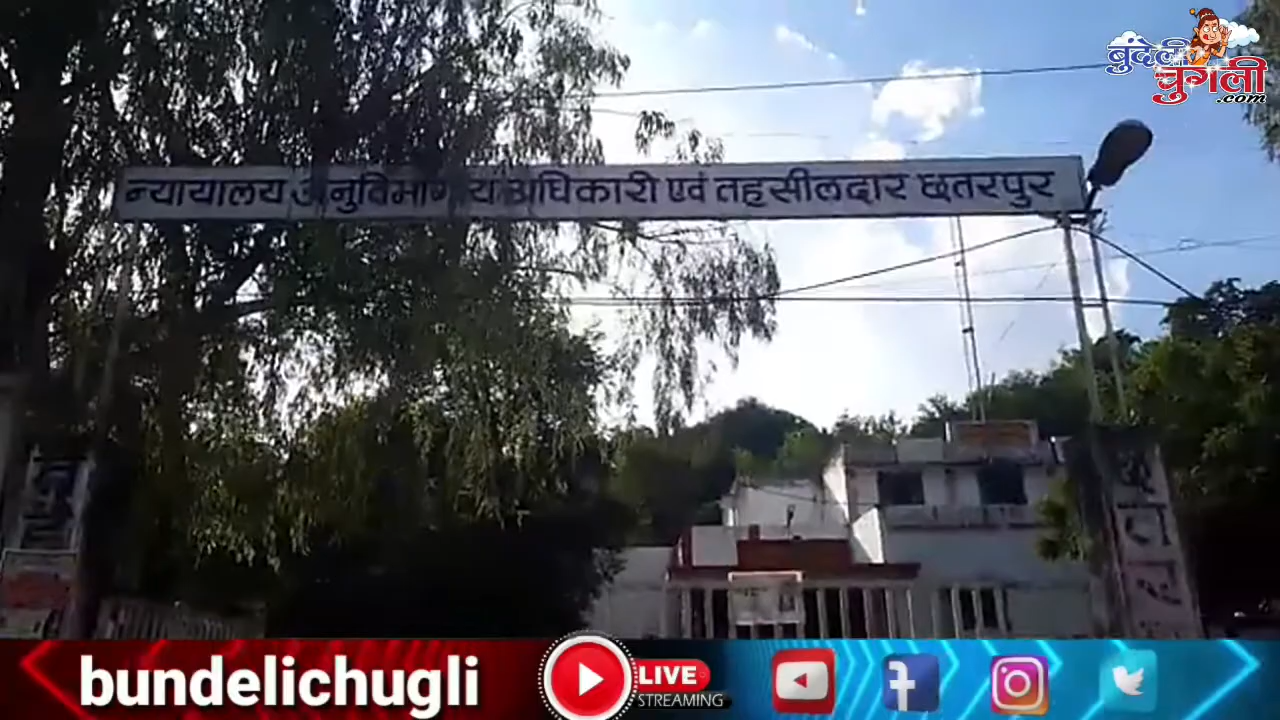 बुंदेली
चुगली
.com
न्यायालय अनुविभागीय अधिकारी एवं तहसीलदार छतरपुर
bundelichugli
LIVE
STREAMING